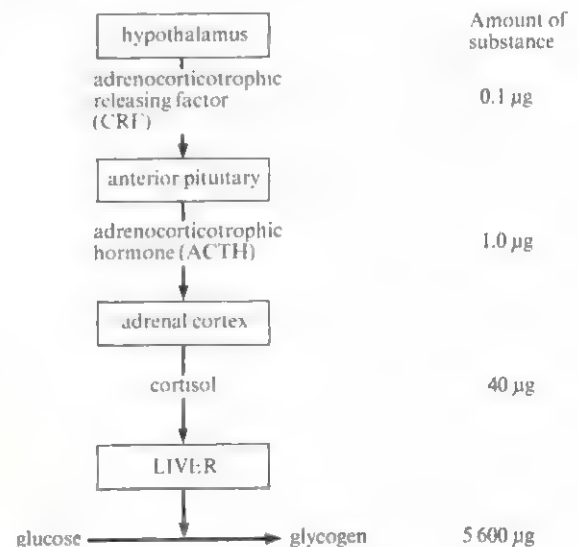 hypothalamus
Amount of
substance
adrenocorticotrophic
releasing factor
(CRF)
0.1 µg
anterior pituitary
adrenocorticotrophic
hormone (ACTH)
1.0 µg
adrenal cortex
cortisol
40 µg
LIVER
glucose
glycogen
5 600 µg